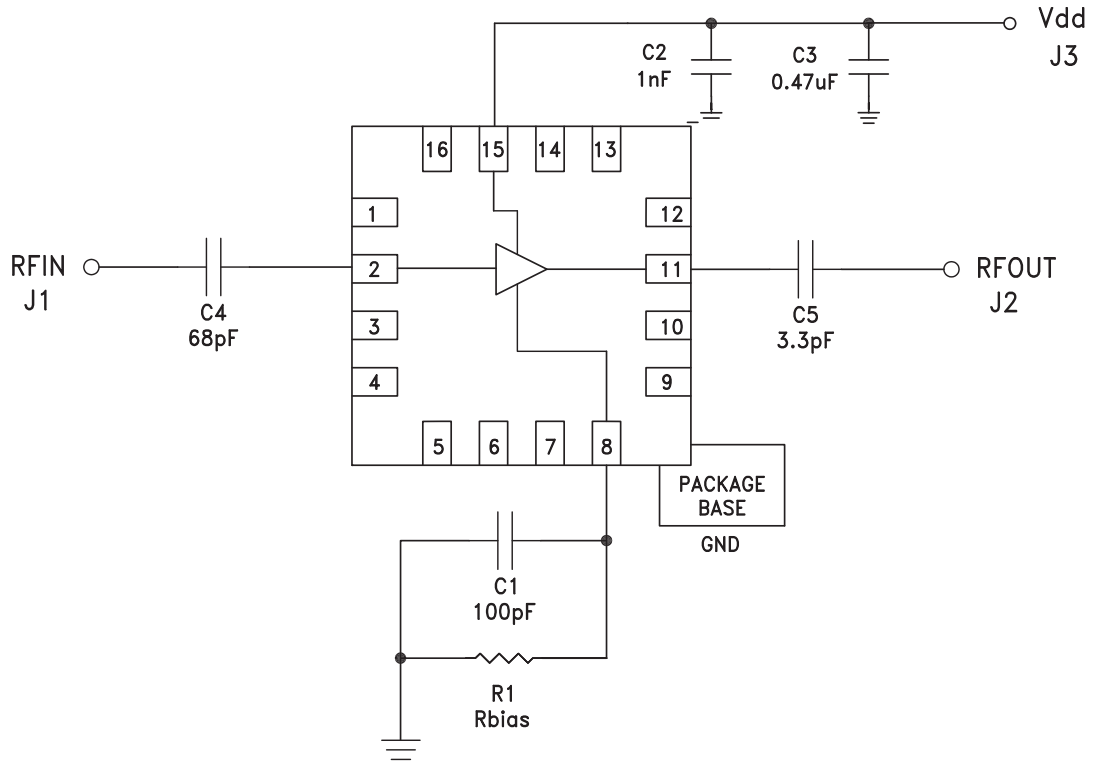 Vdd
J3
C2
1nF
C3
0.47uF
16
15
14
13
1
12
RFIN
J1
2
11
RFOUT
J2
C4
68pF
C5
3.3pF
3
10
4
9
5
6
7
8
PACKAGE
BASE
GND
C1
100pF
R1
Rbias